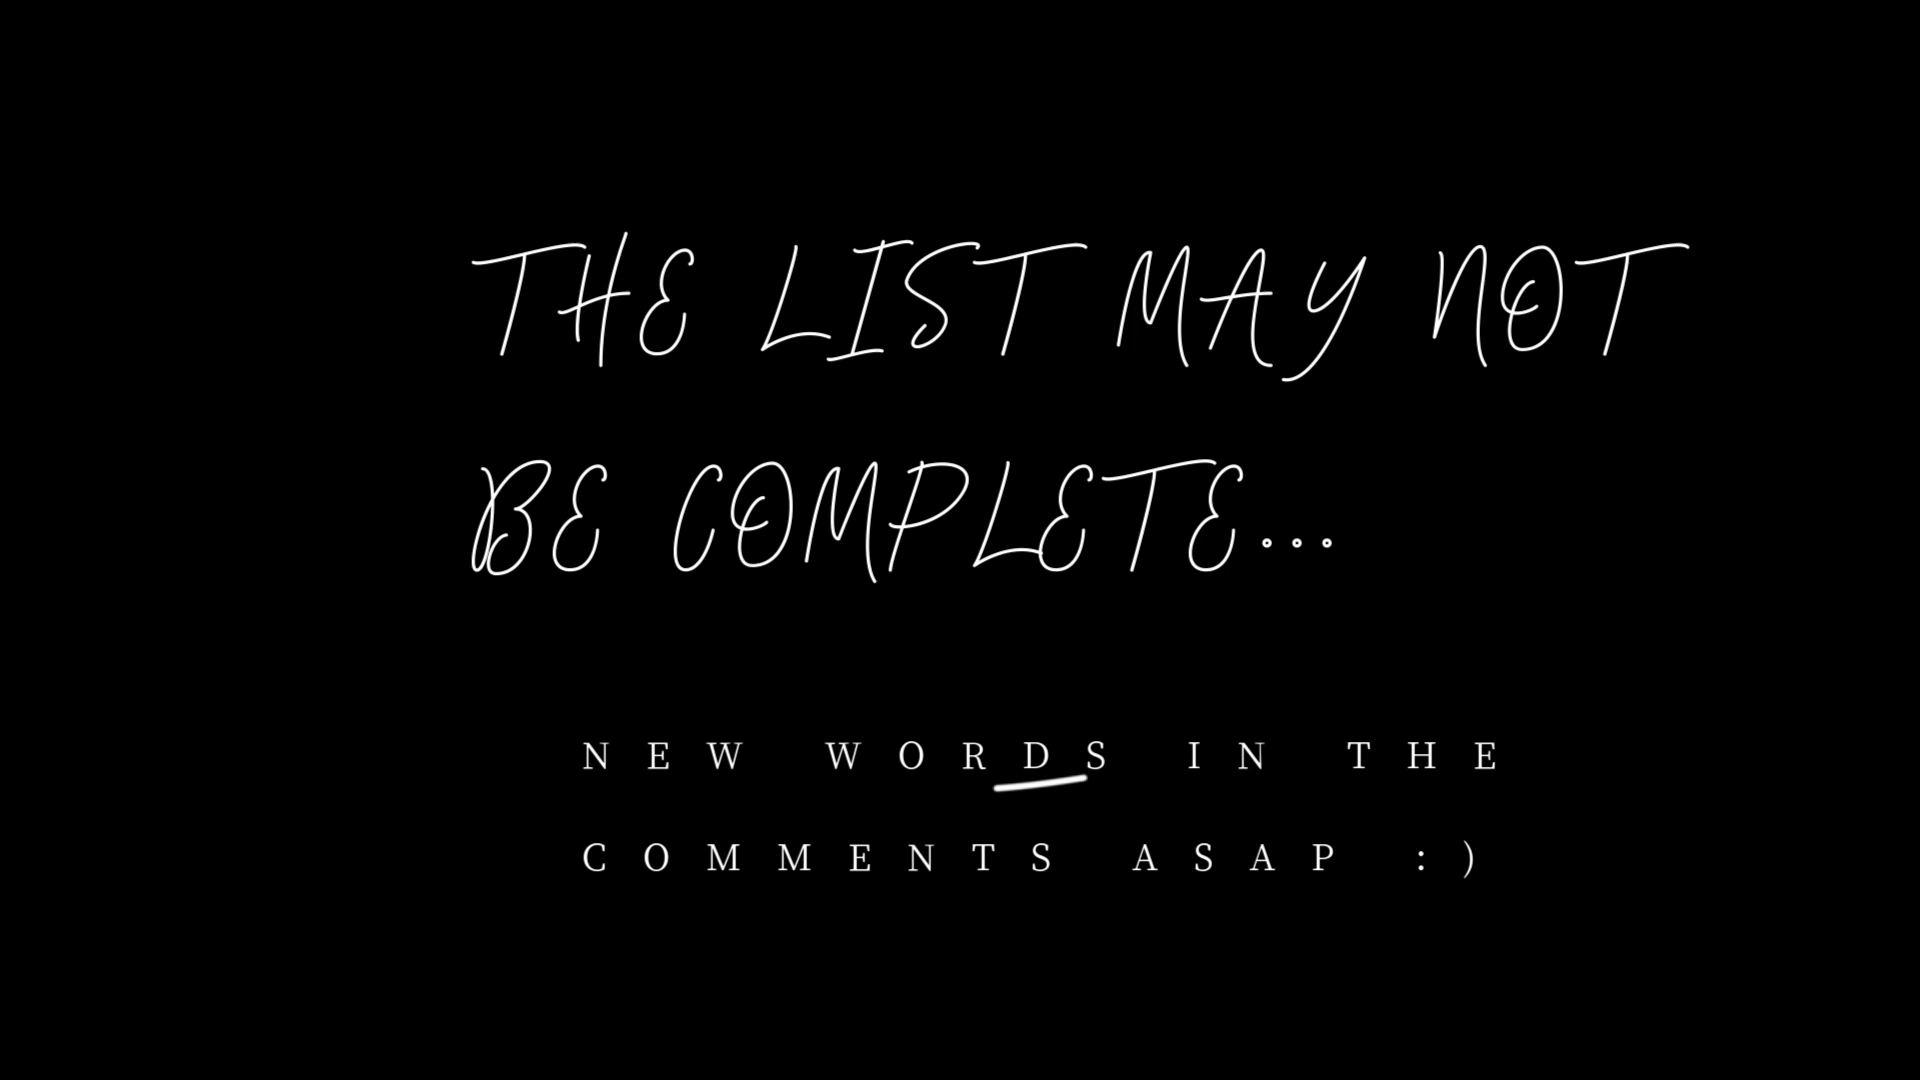 THE LIST MAY NOT
BE COMPLETE...
NEW WORDS IN THE
COMMENTS ASAP :)